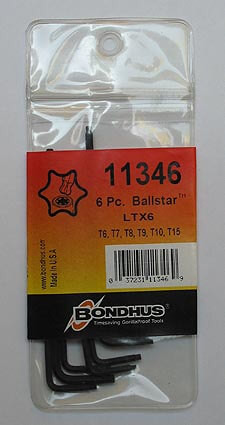 11346
6 Pc. Ballstar™
LTX6
T6, T7, T8, T9, T10, T15
www.bondhus.com
Made In U.S.A
0 37231 11346 9
BONDHUS
Timesaving Gorillaproof Tools